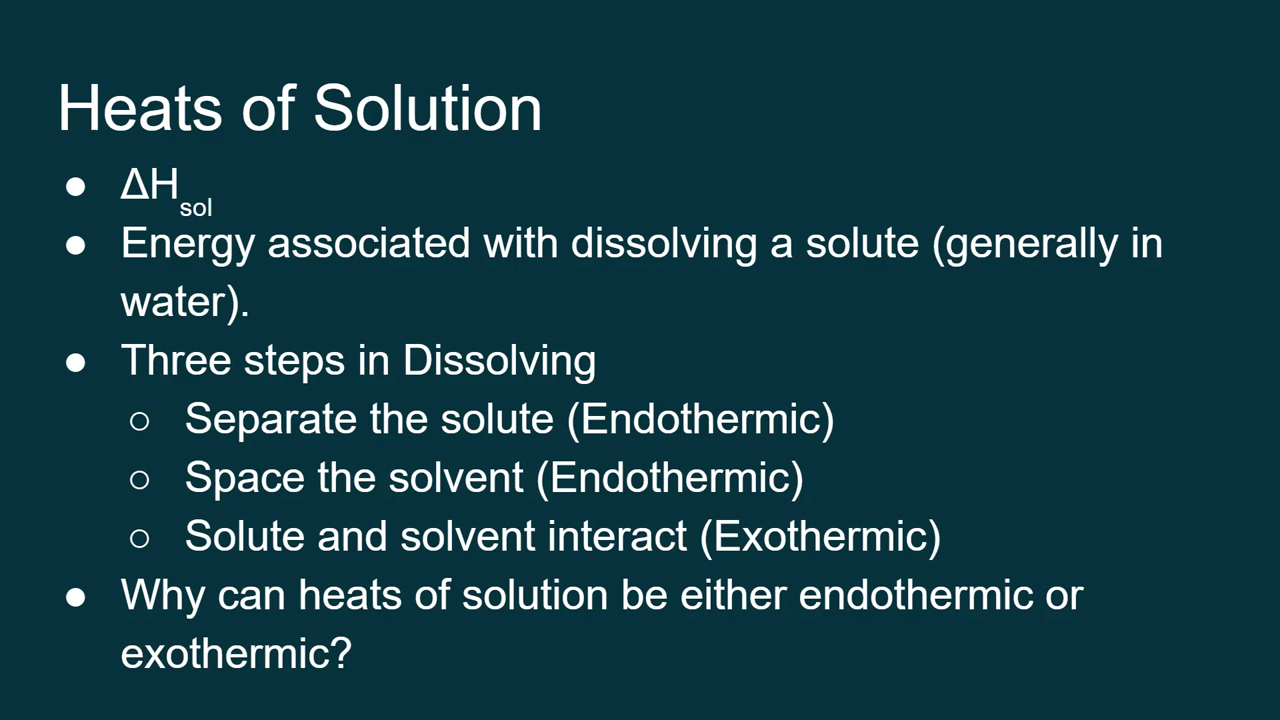 Heats of Solution
● ΔHsol
● Energy associated with dissolving a solute (generally in
water).
● Three steps in Dissolving
○ Separate the solute (Endothermic)
○ Space the solvent (Endothermic)
○ Solute and solvent interact (Exothermic)
● Why can heats of solution be either endothermic or
exothermic?